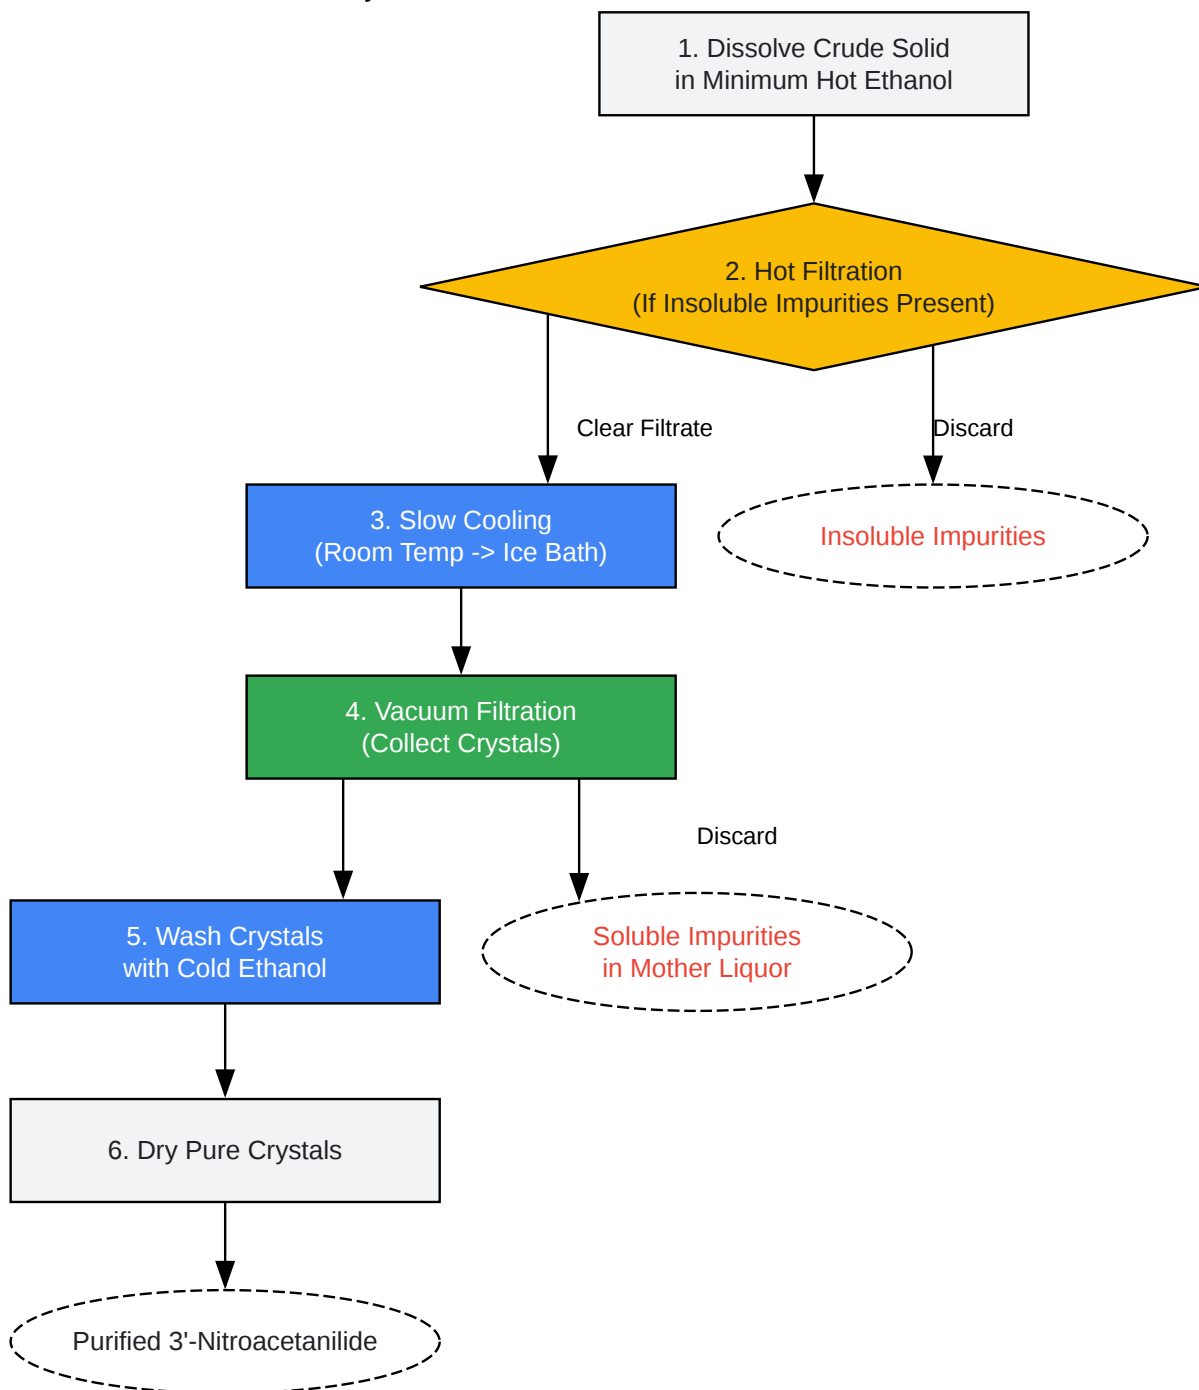 1. Dissolve Crude Solid
in Minimum Hot Ethanol
2. Hot Filtration
(If Insoluble Impurities Present)
Clear Filtrate
Discard
3. Slow Cooling
(Room Temp -> Ice Bath)
Insoluble Impurities
4. Vacuum Filtration
(Collect Crystals)
Discard
5. Wash Crystals
with Cold Ethanol
Soluble Impurities
in Mother Liquor
6. Dry Pure Crystals
Purified 3'-Nitroacetanilide